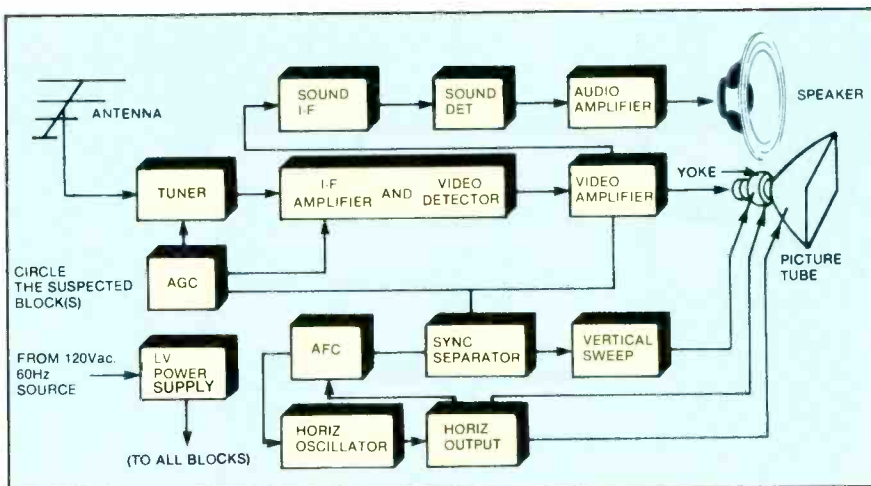 ANTENNA
SOUND
I-F
SOUND
DET
AUDIO
AMPLIFIER
SPEAKER
TUNER
I-F
AMPLIFIER AND VIDEO
DETECTOR
VIDEO
AMPLIFIER
YOKE
PICTURE
TUBE
CIRCLE
THE SUSPECTED
BLOCK(S)
AGC
FROM 120Vac.
60Hz
SOURCE
LV
POWER
SUPPLY
(TO ALL BLOCKS)
AFC
SYNC
SEPARATOR
VERTICAL
SWEEP
HORIZ
OSCILLATOR
HORIZ
OUTPUT